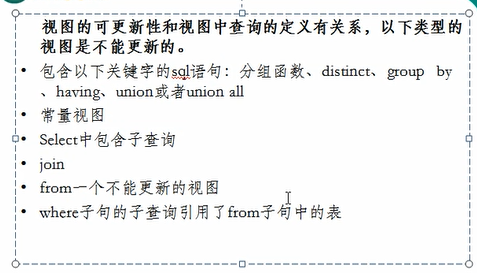 视图的可更新性和视图中查询的定义有关系，以下类型的
视图是不能更新的。
• 包含以下关键字的sql语句：分组函数、distinct、group by
、having、union或者union all
• 常量视图
• Select中包含子查询
• join
• from一个不能更新的视图
• where子句的子查询引用了from子句中的表